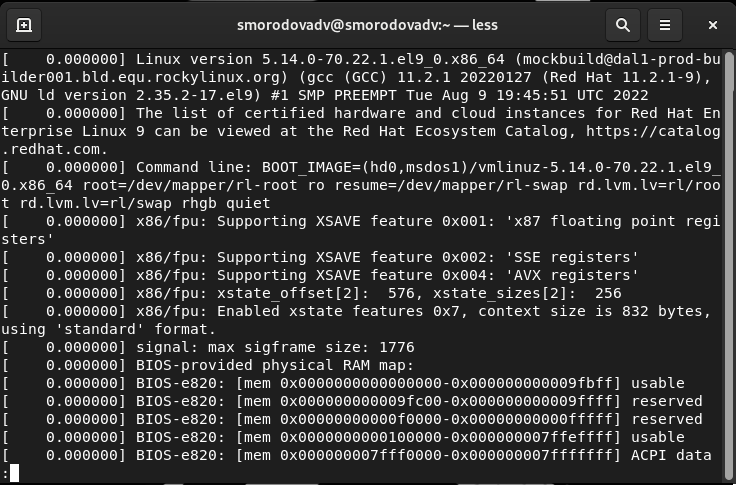 smorodovadv@smorodovadv:~ — less
[    0.000000] Linux version 5.14.0-70.22.1.el9_0.x86_64 (mockbuild@dal1-prod-bu
ilder001.bld.equ.rockylinux.org) (gcc (GCC) 11.2.1 20220127 (Red Hat 11.2.1-9),
GNU ld version 2.35.2-17.el9) #1 SMP PREEMPT Tue Aug 9 19:45:51 UTC 2022
[    0.000000] The list of certified hardware and cloud instances for Red Hat En
terprise Linux 9 can be viewed at the Red Hat Ecosystem Catalog, https://catalog
.redhat.com.
[    0.000000] Command line: BOOT_IMAGE=(hd0,msdos1)/vmlinuz-5.14.0-70.22.1.el9_
0.x86_64 root=/dev/mapper/rl-root ro resume=/dev/mapper/rl-swap rd.lvm.lv=rl/roo
t rd.lvm.lv=rl/swap rhgb quiet
[    0.000000] x86/fpu: Supporting XSAVE feature 0x001: 'x87 floating point regi
sters'
[    0.000000] x86/fpu: Supporting XSAVE feature 0x002: 'SSE registers'
[    0.000000] x86/fpu: Supporting XSAVE feature 0x004: 'AVX registers'
[    0.000000] x86/fpu: xstate_offset[2]:  576, xstate_sizes[2]:  256
[    0.000000] x86/fpu: Enabled xstate features 0x7, context size is 832 bytes,
using 'standard' format.
[    0.000000] signal: max sigframe size: 1776
[    0.000000] BIOS-provided physical RAM map:
[    0.000000] BIOS-e820: [mem 0x0000000000000000-0x000000000009fbff] usable
[    0.000000] BIOS-e820: [mem 0x000000000009fc00-0x000000000009ffff] reserved
[    0.000000] BIOS-e820: [mem 0x00000000000f0000-0x00000000000fffff] reserved
[    0.000000] BIOS-e820: [mem 0x0000000000100000-0x000000007ffeffff] usable
[    0.000000] BIOS-e820: [mem 0x000000007fff0000-0x000000007fffffff] ACPI data
: